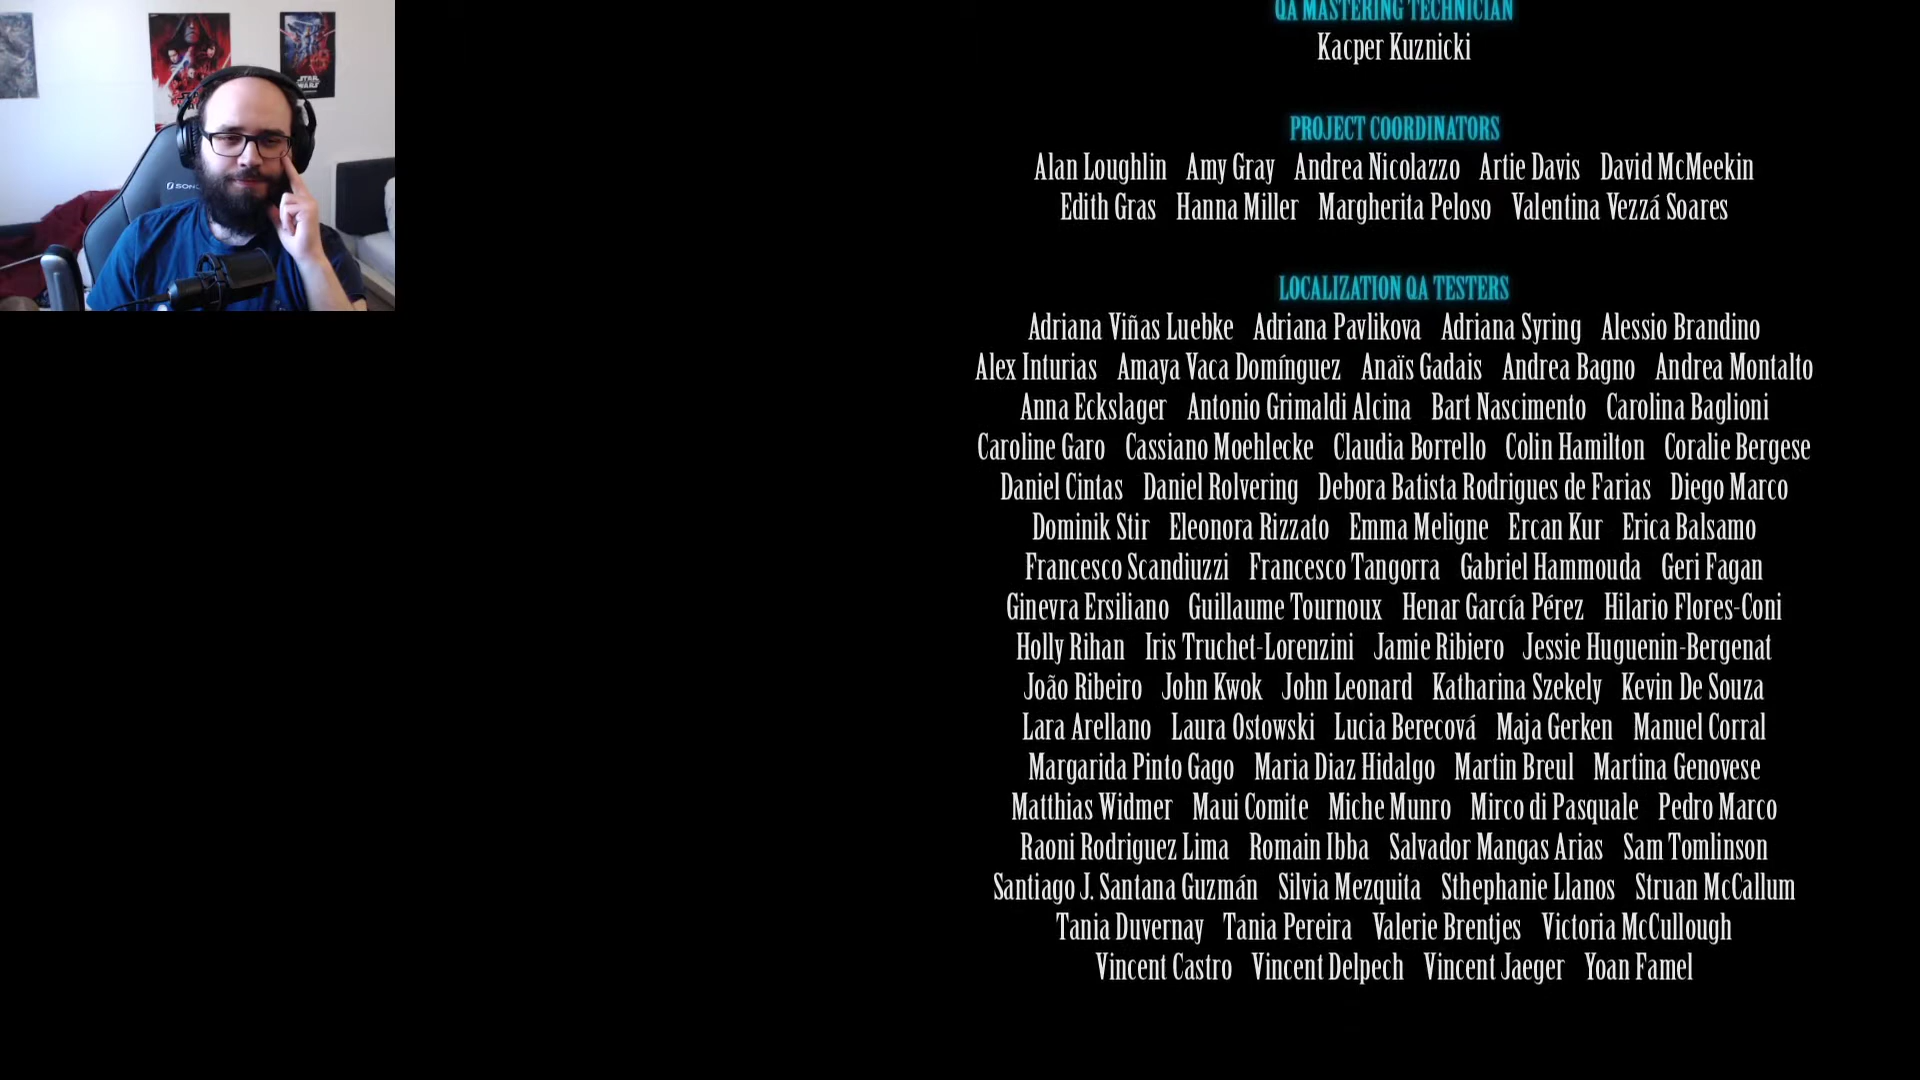 STAR
WARS
SONG
QA MASTERING TECHNICIAN
Kacper Kuznicki
PROJECT COORDINATORS
Alan Loughlin Amy Gray Andrea Nicolazzo Artie Davis David McMeekin
Edith Gras Hanna Miller Margherita Peloso Valentina Vezzá Soares
LOCALIZATION QA TESTERS
Adriana Viñas Luebke Adriana Pavlikova Adriana Syring Alessio Brandino
Alex Inturias Amaya Vaca Domínguez Anaïs Gadais Andrea Bagno Andrea Montalto
Anna Eckslager Antonio Grimaldi Alcina Bart Nascimento Carolina Baglioni
Caroline Garo Cassiano Moehlecke Claudia Borrello Colin Hamilton Coralie Bergese
Daniel Cintas Daniel Rolvering Debora Batista Rodrigues de Farias Diego Marco
Dominik Stir Eleonora Rizzato Emma Meligne Ercan Kur Erica Balsamo
Francesco Scandiuzzi Francesco Tangorra Gabriel Hammouda Geri Fagan
Ginevra Ersiliano Guillaume Tournoux Henar García Pérez Hilario Flores-Coni
Holly Rihan Iris Truchet-Lorenzini Jamie Ribiero Jessie Huguenin-Bergenat
João Ribeiro John Kwok John Leonard Katharina Szekely Kevin De Souza
Lara Arellano Laura Ostowski Lucia Berecová Maja Gerken Manuel Corral
Margarida Pinto Gago Maria Diaz Hidalgo Martin Breul Martina Genovese
Matthias Widmer Maui Comite Miche Munro Mirco di Pasquale Pedro Marco
Raoni Rodriguez Lima Romain Ibba Salvador Mangas Arias Sam Tomlinson
Santiago J. Santana Guzmán Silvia Mezquita Sthephanie Llanos Struan McCallum
Tania Duvernay Tania Pereira Valerie Brentjes Victoria McCullough
Vincent Castro Vincent Delpech Vincent Jaeger Yoan Famel